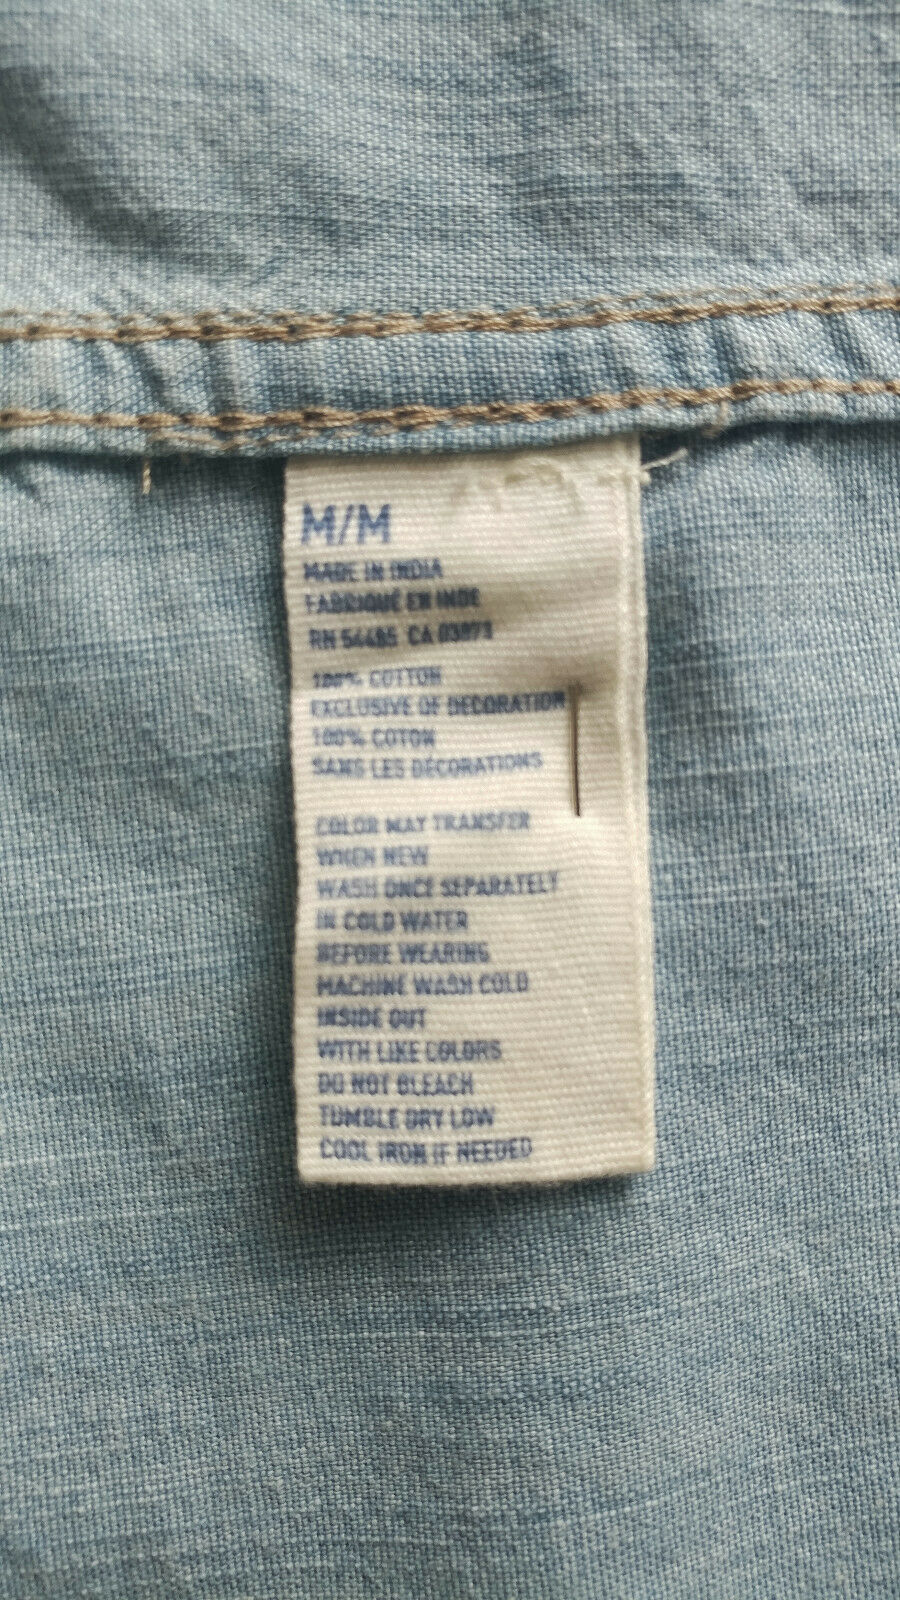 M/M
MADE IN INDIA
FABRIQUÉ EN INDE
RN 54485 CA 03873
100% COTTON
EXCLUSIVE OF DECORATION
100% COTON
SANS LES DÉCORATIONS
COLOR MAY TRANSFER
WHEN NEW
WASH ONCE SEPARATELY
IN COLD WATER
BEFORE WEARING
MACHINE WASH COLD
INSIDE OUT
WITH LIKE COLORS
DO NOT BLEACH
TUMBLE DRY LOW
COOL IRON IF NEEDED